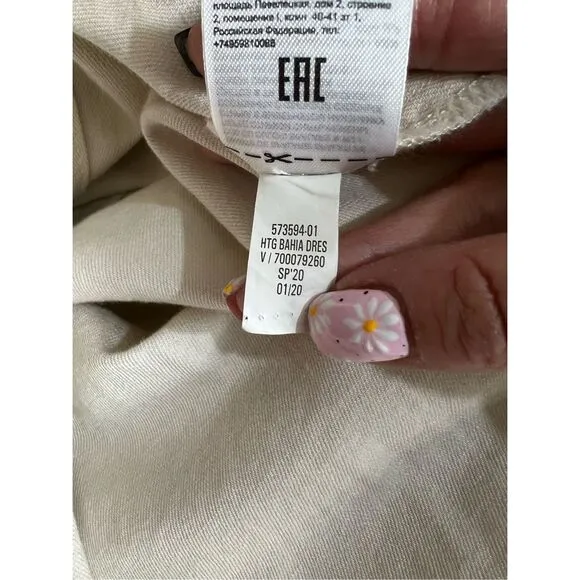 площадь Павелецкая, дом 2, строение
2, помещение I, комн 40-41 эт 1,
Российская Федерация, тел:
+74959810088
EAC
573594-01
HTG BAHIA DRES
V / 700079260
SP'20
01/20